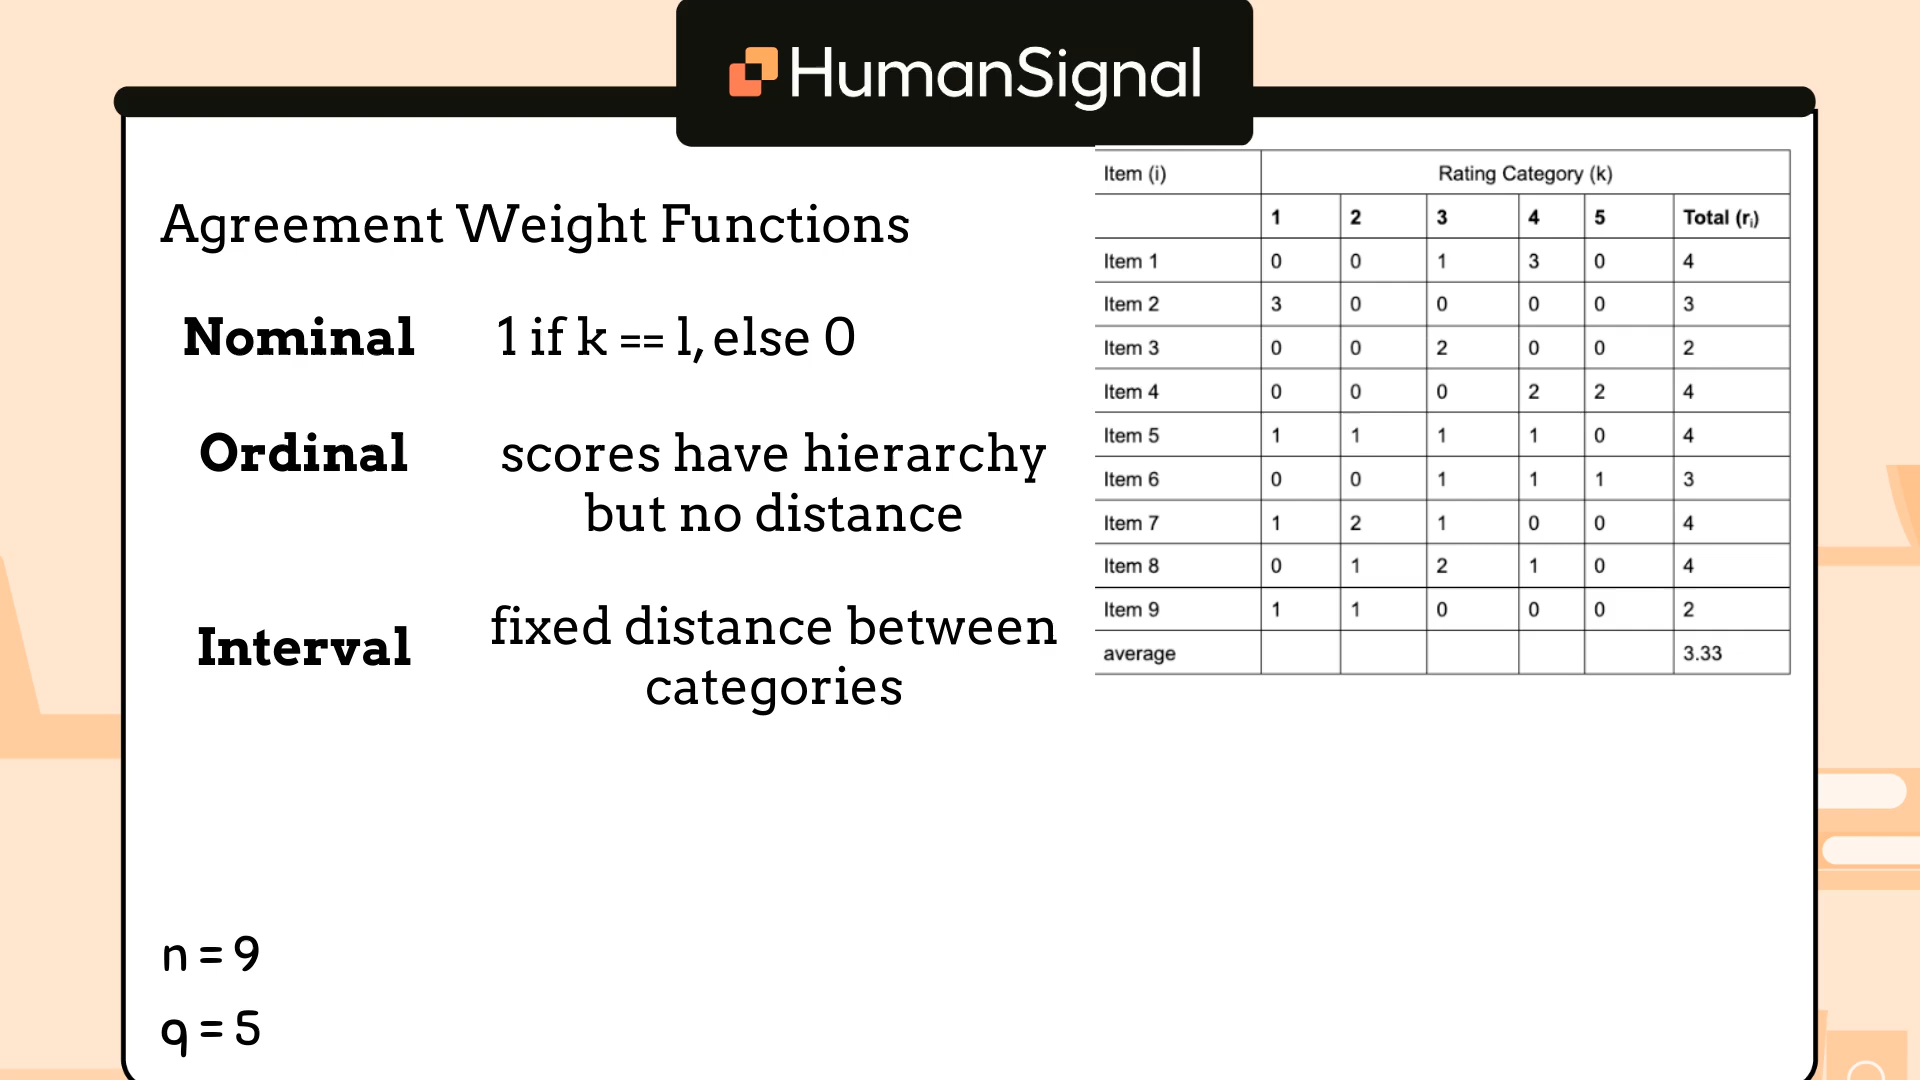 HumanSignal
Agreement Weight Functions
Nominal 1 if k == l, else 0
Ordinal scores have hierarchy
but no distance
Interval fixed distance between
categories
n = 9
q = 5
Item (i) Rating Category (k)
1 2 3 4 5 Total (rᵢ)
Item 1 0 0 1 3 0 4
Item 2 3 0 0 0 0 3
Item 3 0 0 2 0 0 2
Item 4 0 0 0 2 2 4
Item 5 1 1 1 1 0 4
Item 6 0 0 1 1 1 3
Item 7 1 2 1 0 0 4
Item 8 0 1 2 1 0 4
Item 9 1 1 0 0 0 2
average 3.33